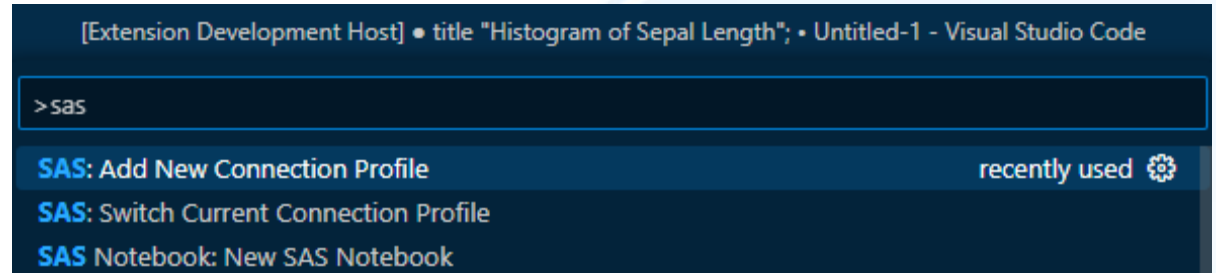 [Extension Development Host] ● title "Histogram of Sepal Length"; • Untitled-1 - Visual Studio Code
>sas
SAS: Add New Connection Profile recently used
SAS: Switch Current Connection Profile
SAS Notebook: New SAS Notebook